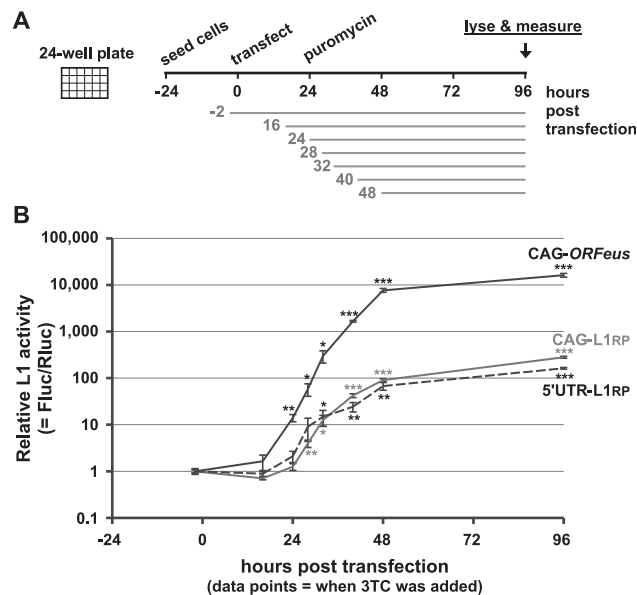 A
lyse & measure
24-well plate
seed cells
transfect
puromycin
-24 0 24 48 72 96
hours
post
transfection
-2
16
24
28
32
40
48
B
Relative L1 activity
(= Fluc/Rluc)
100,000
10,000
1,000
100
10
1
0.1
CAG-ORFeus
***
***
***
*
*
**
CAG-L1RP
***
***
***
*
**
5'UTR-L1RP
***
**
**
*
-24 0 24 48 96
hours post transfection
(data points = when 3TC was added)